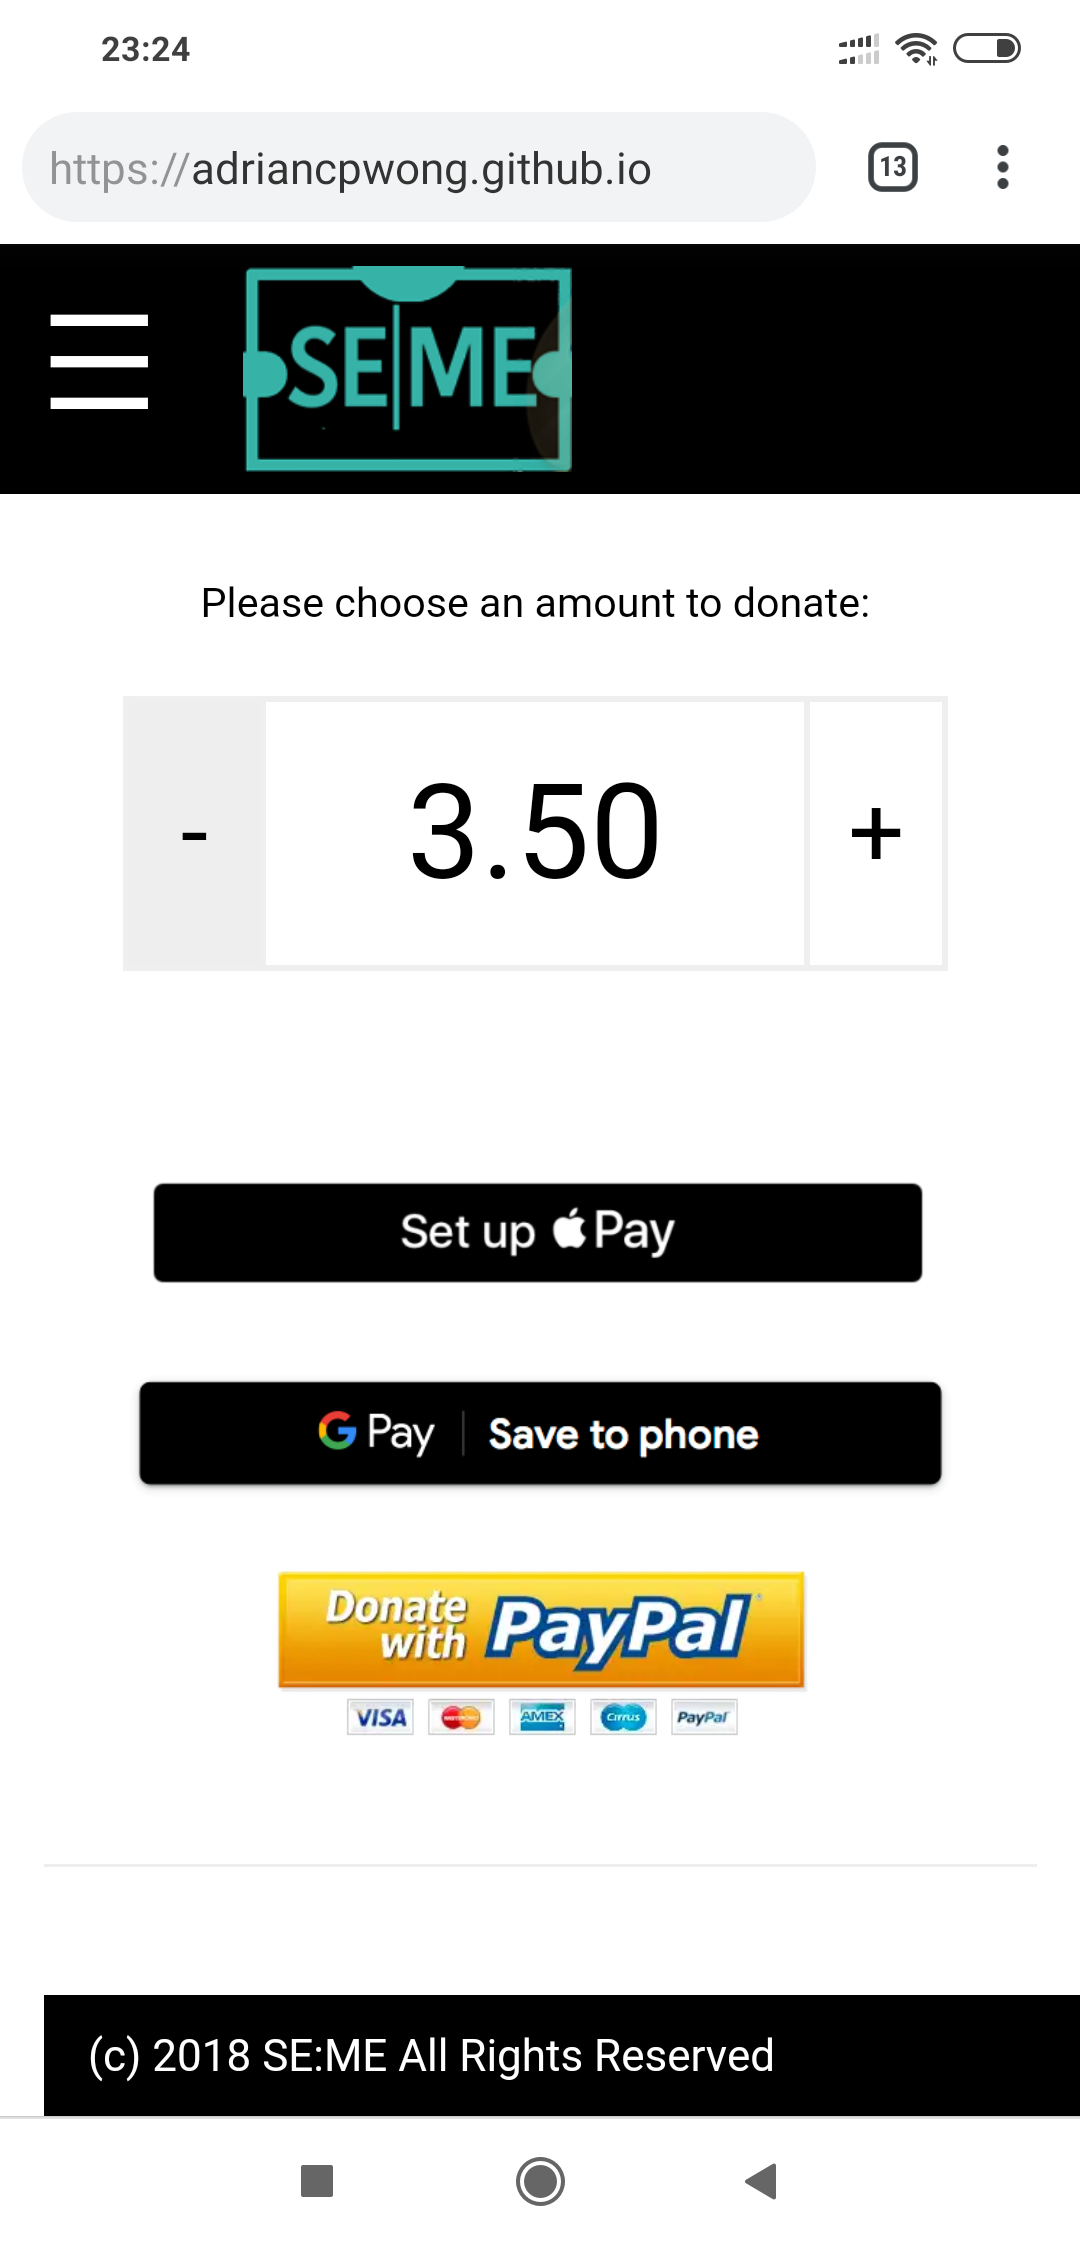 23:24
https://adriancpwong.github.io
13
SE|ME
Please choose an amount to donate:
- 3.50 +
Set up Pay
G Pay | Save to phone
Donate
with PayPal
VISA MasterCard AMEX Cirrus PayPal
(c) 2018 SE:ME All Rights Reserved